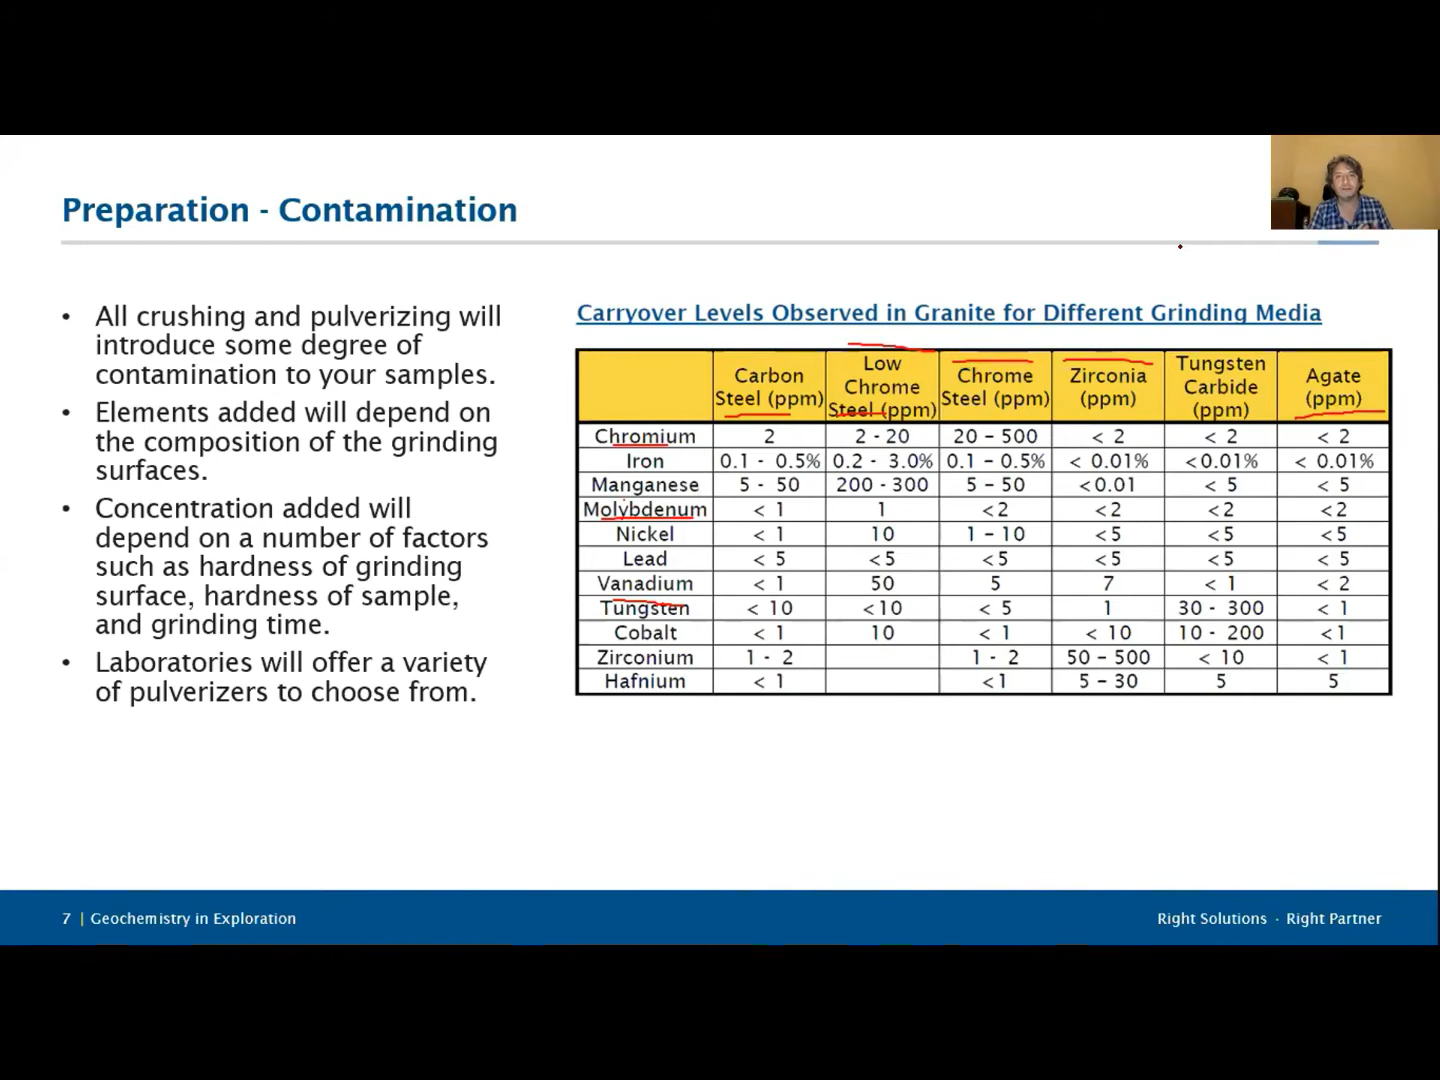 Preparation - Contamination
• All crushing and pulverizing will
introduce some degree of
contamination to your samples.
• Elements added will depend on
the composition of the grinding
surfaces.
• Concentration added will
depend on a number of factors
such as hardness of grinding
surface, hardness of sample,
and grinding time.
• Laboratories will offer a variety
of pulverizers to choose from.
Carryover Levels Observed in Granite for Different Grinding Media
Carbon Steel (ppm) Low Chrome Steel (ppm) Chrome Steel (ppm) Zirconia (ppm) Tungsten Carbide (ppm) Agate (ppm)
Chromium 2 2 - 20 20 – 500 < 2 < 2 < 2
Iron 0.1 - 0.5% 0.2 - 3.0% 0.1 – 0.5% < 0.01% <0.01% < 0.01%
Manganese 5 - 50 200 - 300 5 – 50 <0.01 < 5 < 5
Molybdenum < 1 1 <2 <2 <2 <2
Nickel < 1 10 1 – 10 <5 <5 <5
Lead < 5 <5 <5 <5 <5 < 5
Vanadium < 1 50 5 7 < 1 < 2
Tungsten < 10 <10 < 5 1 30 - 300 < 1
Cobalt < 1 10 < 1 < 10 10 - 200 <1
Zirconium 1 - 2 1 - 2 50 – 500 < 10 < 1
Hafnium < 1 <1 5 – 30 5 5
7 | Geochemistry in Exploration
Right Solutions · Right Partner